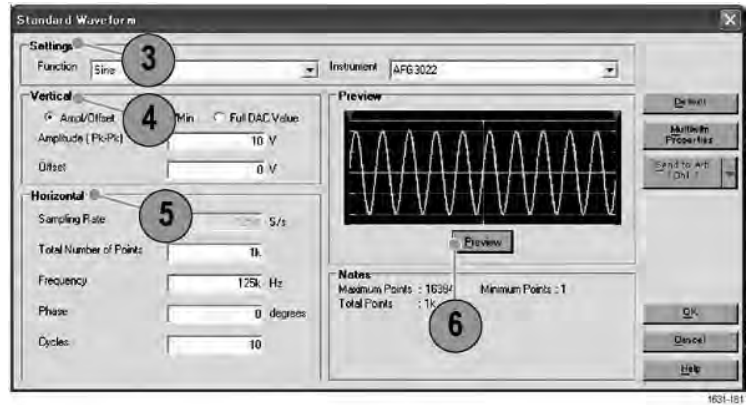 Standard Waveform
Settings
3
Function Sine Instrument AFG3022
Vertical
4
Ampl/Offset Min Full DAC Value
Amplitude ( Pk-Pk) 10 V
Offset 0 V
Horizontal
5
Sampling Rate S/s
Total Number of Points 1k
Frequency 125k Hz
Phase 0 degrees
Cycles 10
Preview
Preview
6
Notes
Maximum Points : 16384 Minimum Points : 1
Total Points : 1k
Default
Properties
Send to Arb
OK
Cancel
Help
1631-181